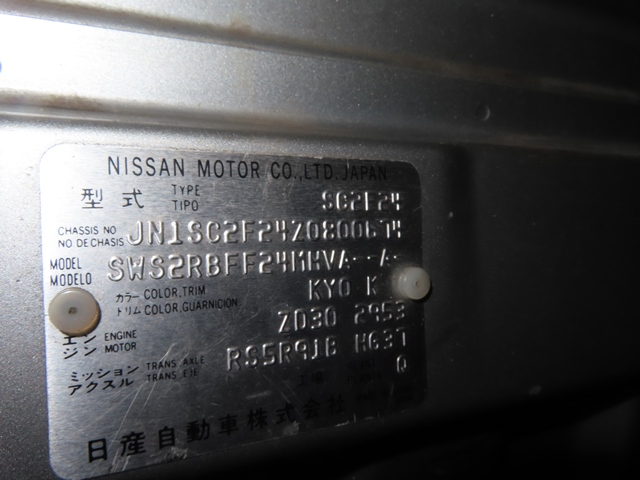 NISSAN MOTOR CO.,LTD.JAPAN
型式 TYPE TIPO SC2F24
CHASSIS NO NO DE CHASIS JN1SC2F24Z0800674
MODEL MODELO SWS2RBFF24MHVA--A-
カラー COLOR,TRIM KY0 K
トリム COLOR,GUARNICION
エンジン ENGINE MOTOR ZD30 2953
ミッション TRANS, AXLE RS5R91B HG37
アクスル TRANS, EJE Q
日産自動車株式会社